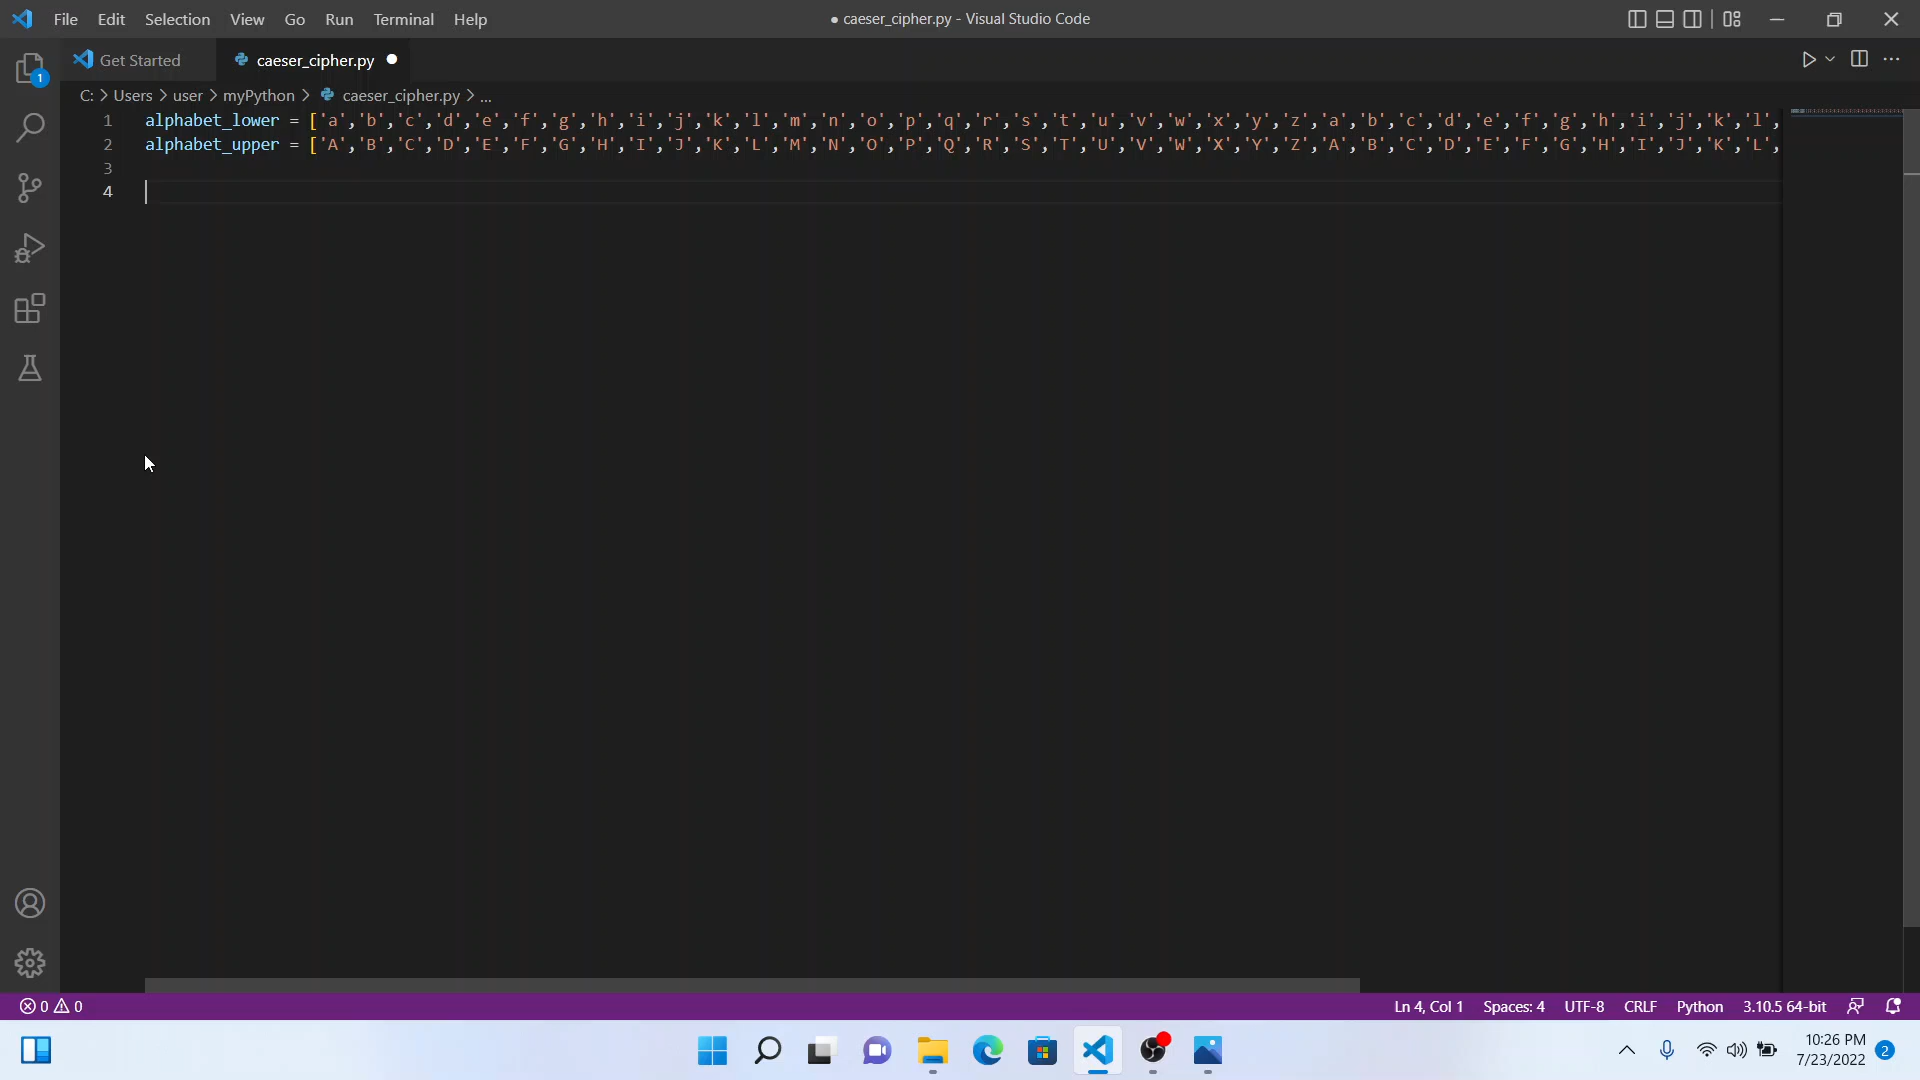 File Edit Selection View Go Run Terminal Help
● caeser_cipher.py - Visual Studio Code
Get Started
caeser_cipher.py
1
C: > Users > user > myPython > caeser_cipher.py > ...
1 alphabet_lower = ['a','b','c','d','e','f','g','h','i','j','k','l','m','n','o','p','q','r','s','t','u','v','w','x','y','z','a','b','c','d','e','f','g','h','i','j','k','l',
2 alphabet_upper = ['A','B','C','D','E','F','G','H','I','J','K','L','M','N','O','P','Q','R','S','T','U','V','W','X','Y','Z','A','B','C','D','E','F','G','H','I','J','K','L',
3
4
0 0
Ln 4, Col 1 Spaces: 4 UTF-8 CRLF Python 3.10.5 64-bit
10:26 PM
7/23/2022
2